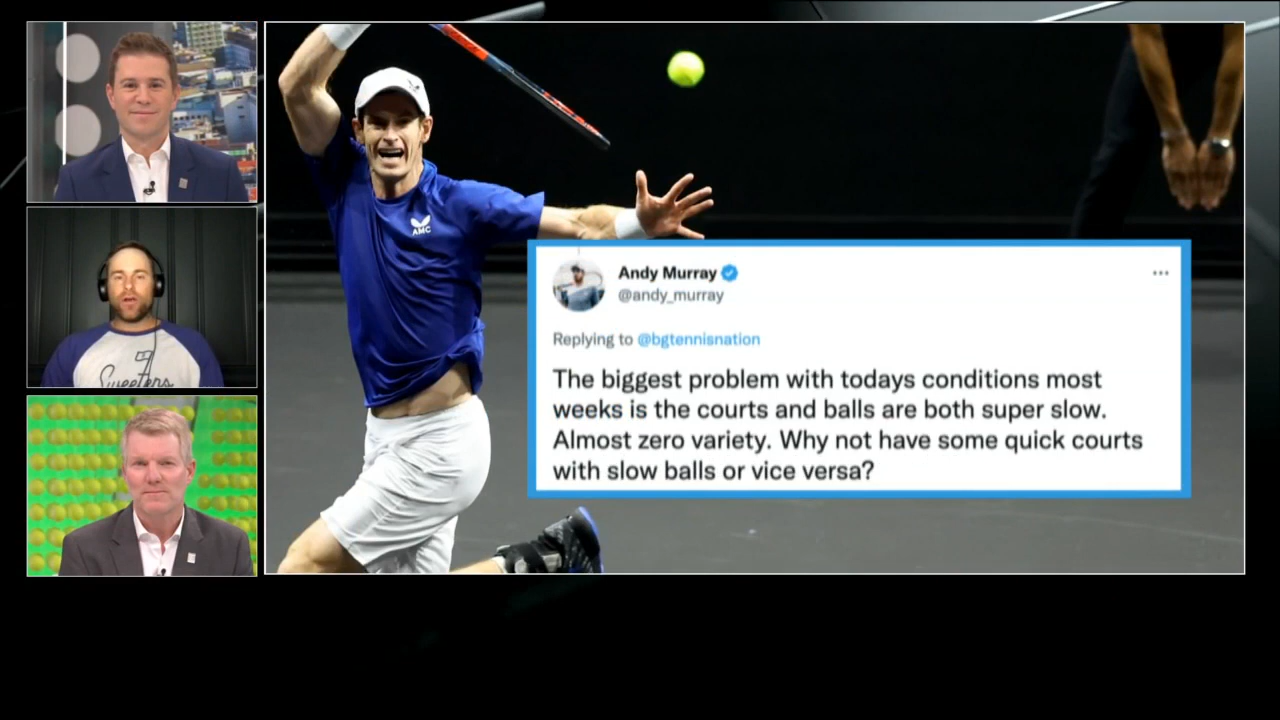 Sweetens
AMC
Andy Murray
@andy_murray
Replying to @bgtennisnation
The biggest problem with todays conditions most
weeks is the courts and balls are both super slow.
Almost zero variety. Why not have some quick courts
with slow balls or vice versa?